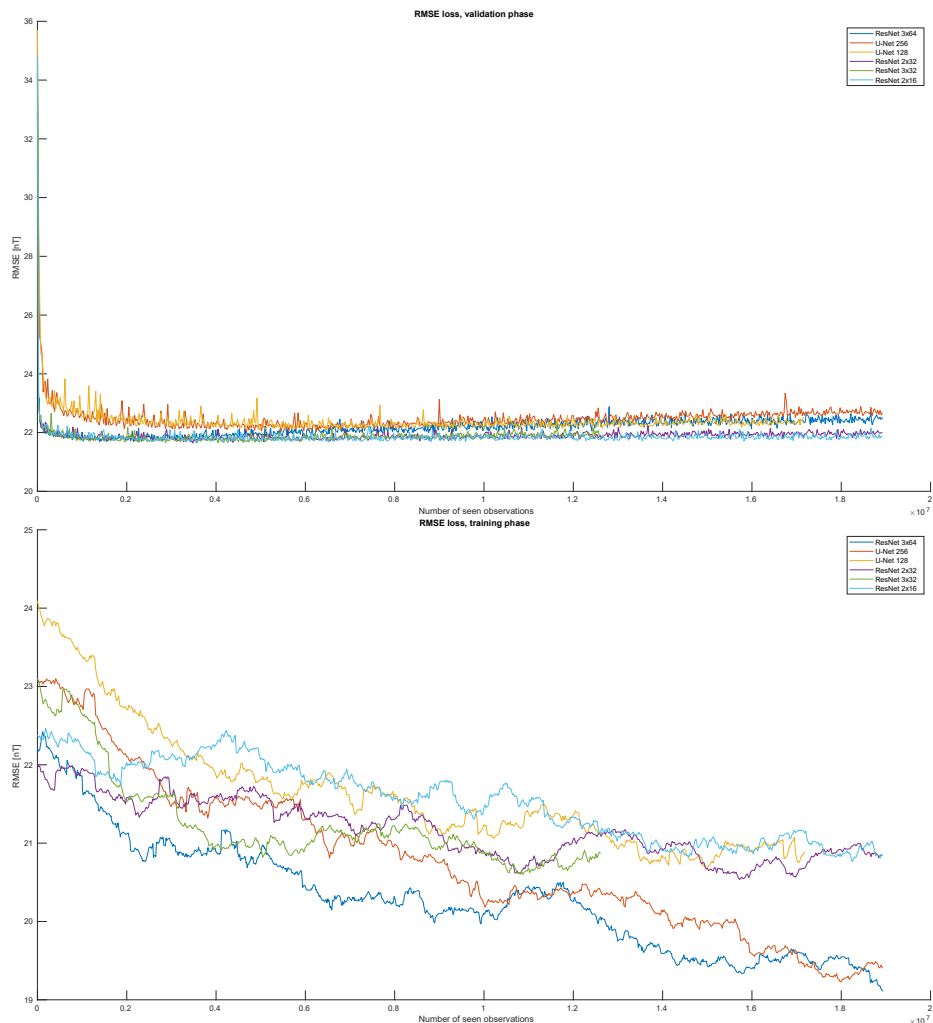 RMSE loss, validation phase
36
34
32
30
28
26
24
22
20
RMSE [nT]
ResNet 3x64
U-Net 256
U-Net 128
ResNet 2x32
ResNet 3x32
ResNet 2x16
0 0.2 0.4 0.6 0.8 1 1.2 1.4 1.6 1.8 2
Number of seen observations
×10^7
RMSE loss, training phase
25
24
23
22
21
20
19
RMSE [nT]
ResNet 3x64
U-Net 256
U-Net 128
ResNet 2x32
ResNet 3x32
ResNet 2x16
0 0.2 0.4 0.6 0.8 1 1.2 1.4 1.6 1.8 2
Number of seen observations
×10^7